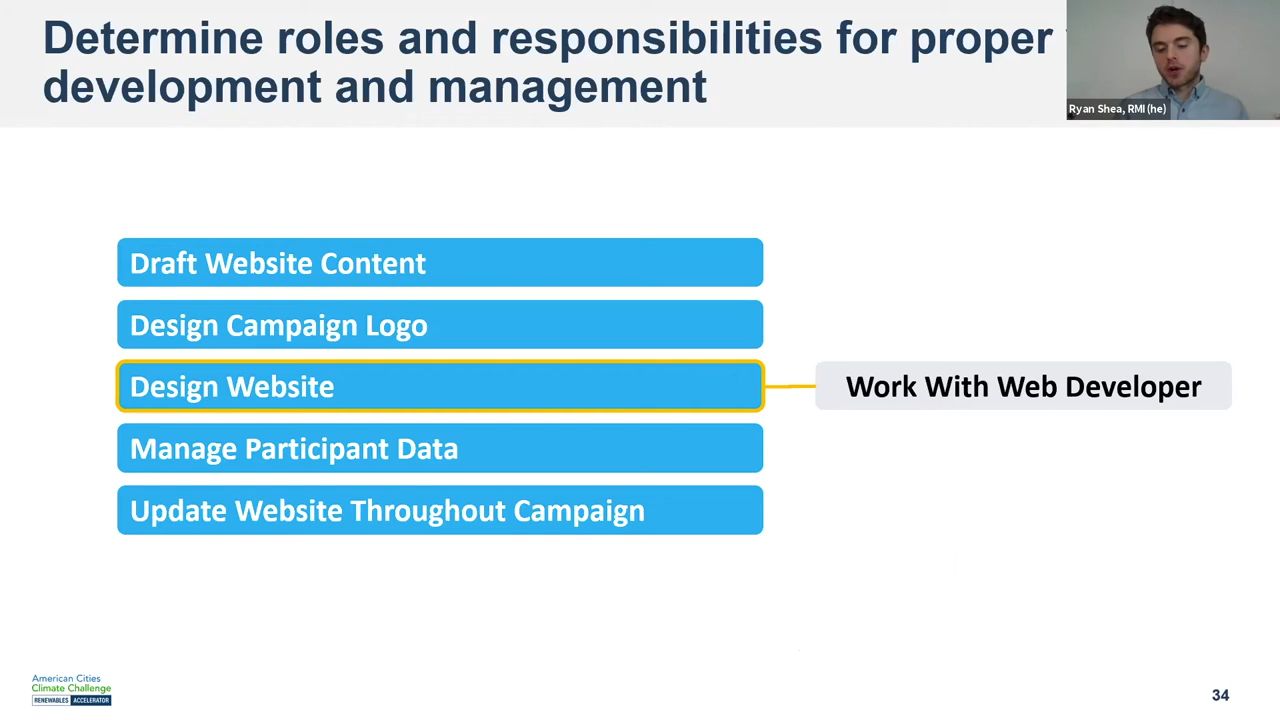 Determine roles and responsibilities for proper
development and management
Ryan Shea, RMI (he)
Draft Website Content
Design Campaign Logo
Design Website
Work With Web Developer
Manage Participant Data
Update Website Throughout Campaign
American Cities
Climate Challenge
RENEWABLES ACCELERATOR
34